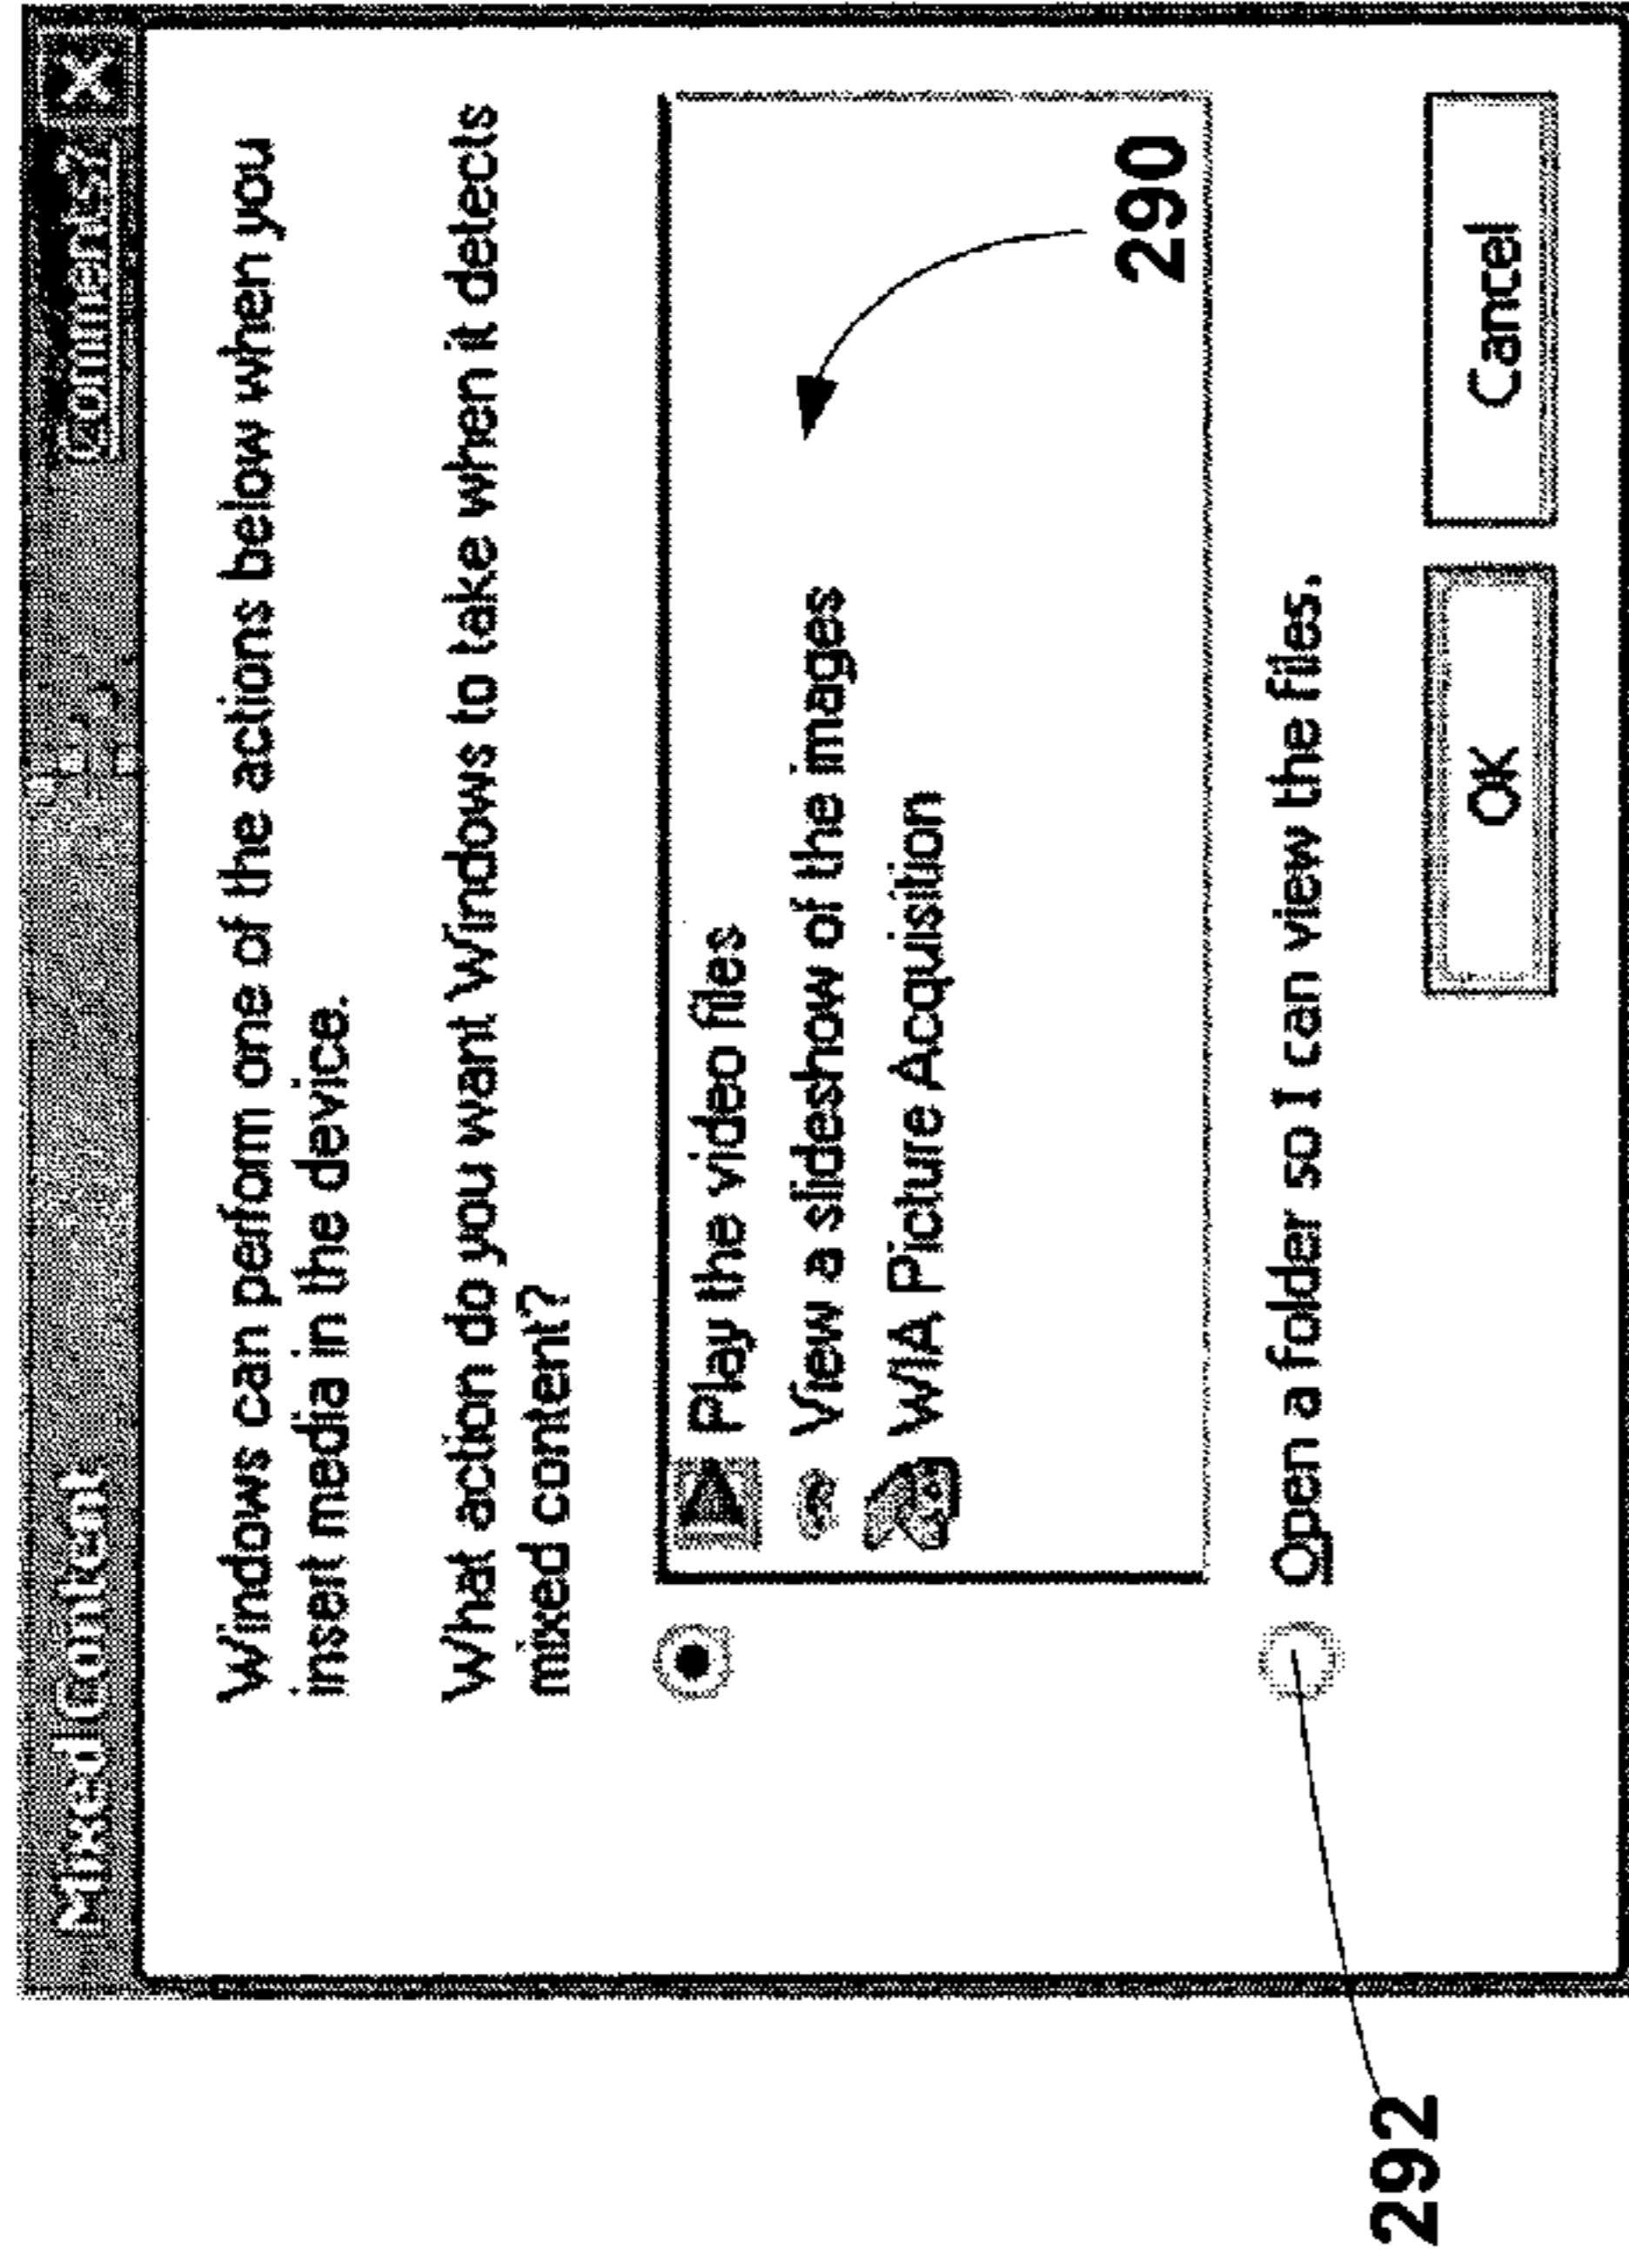 Mixed Content
Comments?
Windows can perform one of the actions below when you
insert media in the device.
What action do you want Windows to take when it detects
mixed content?
Play the video files
View a slideshow of the images
WIA Picture Acquisition
290
Open a folder so I can view the files.
292
OK
Cancel